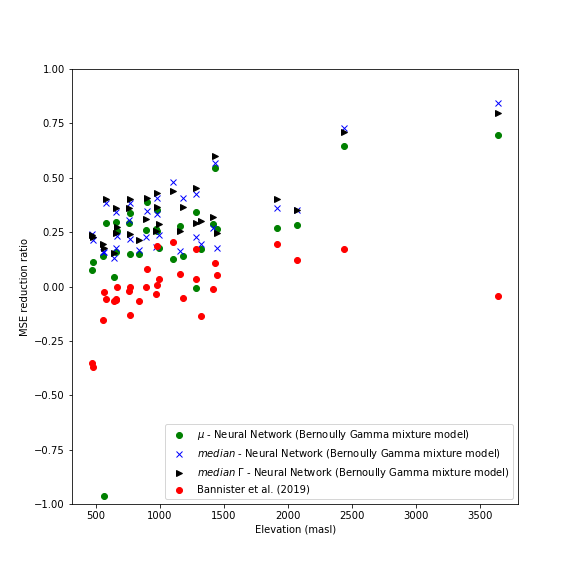 1.00
0.75
0.50
0.25
0.00
−0.25
−0.50
−0.75
−1.00
MSE reduction ratio
μ - Neural Network (Bernoully Gamma mixture model)
median - Neural Network (Bernoully Gamma mixture model)
median Γ - Neural Network (Bernoully Gamma mixture model)
Bannister et al. (2019)
500 1000 1500 2000 2500 3000 3500
Elevation (masl)